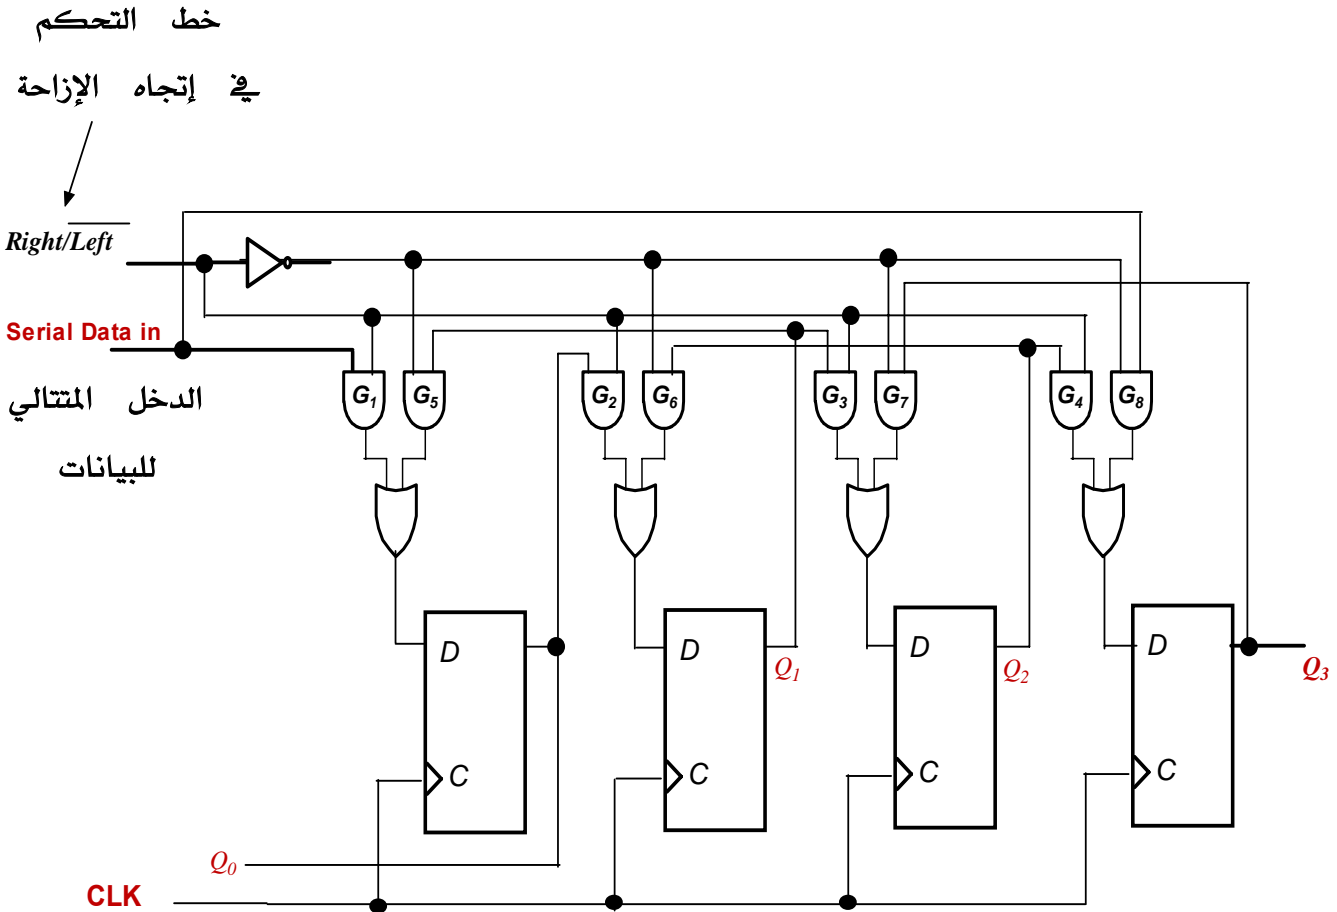 خط التحكم
في إتجاه الإزاحة
Right/Left
Serial Data in
الدخل المتتالي
للبيانات
G1 G5 G2 G6 G3 G7 G4 G8
D D D D
Q1 Q2 Q3
C C C C
Q0
CLK